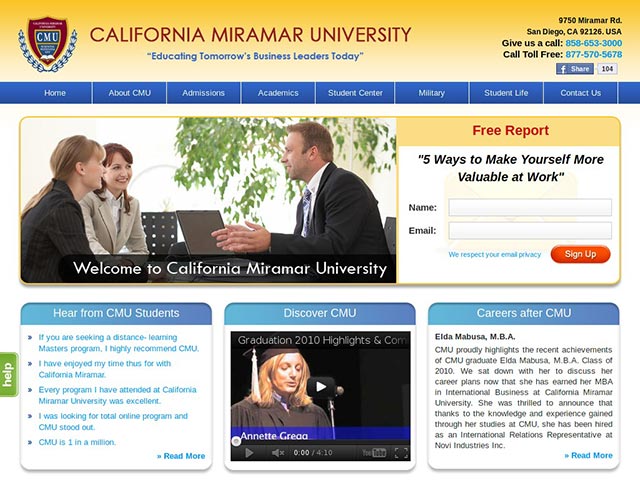 CALIFORNIA MIRAMAR UNIVERSITY
CMU
CALIFORNIA MIRAMAR UNIVERSITY
“Educating Tomorrow’s Business Leaders Today”
9750 Miramar Rd.
San Diego, CA 92126. USA
Give us a call: 858-653-3000
Call Toll Free: 877-570-5678
Share 104
Home About CMU Admissions Academics Student Center Military Student Life Contact Us
Welcome to California Miramar University
Free Report
"5 Ways to Make Yourself More
Valuable at Work"
Name:
Email:
We respect your email privacy
Sign Up
help
Hear from CMU Students
If you are seeking a distance- learning
Masters program, I highly recommend CMU.
I have enjoyed my time thus for with
California Miramar.
Every program I have attended at California
Miramar University was excellent.
I was looking for total online program and
CMU stood out.
CMU is 1 in a million.
» Read More
Discover CMU
Graduation 2010 Highlights & Com
Annette Gregg
0:00 / 4:10
YouTube
Careers after CMU
Elda Mabusa, M.B.A.
CMU proudly highlights the recent achievements
of CMU graduate Elda Mabusa, M.B.A. Class of
2010. We sat down with her to discuss her
career plans now that she has earned her MBA
in International Business at California Miramar
University. She was thrilled to announce that
thanks to the knowledge and experience gained
through her studies at CMU, she has been hired
as an International Relations Representative at
Novi Industries Inc.
» Read More